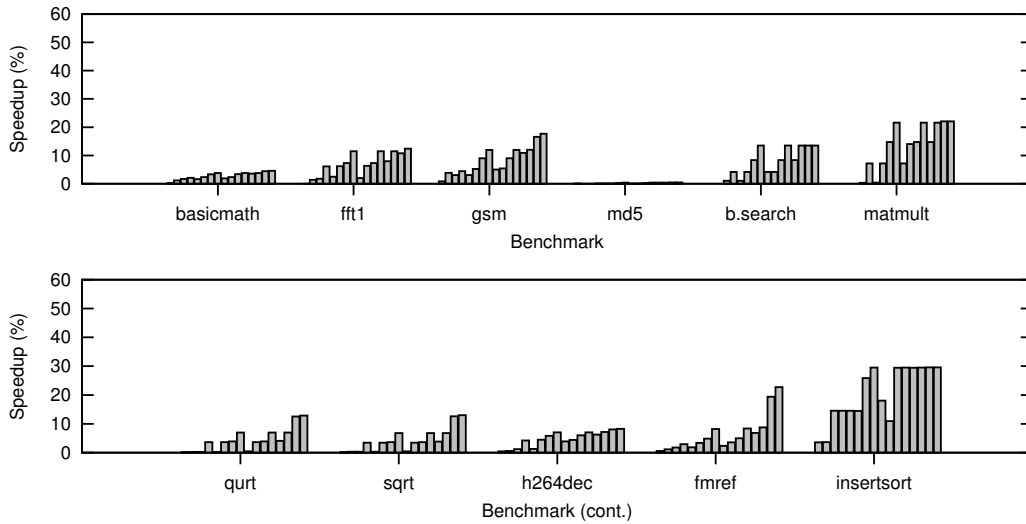 Speedup (%)
60
50
40
30
20
10
0
basicmath fft1 gsm md5 b.search matmult
Benchmark
Speedup (%)
60
50
40
30
20
10
0
qurt sqrt h264dec fmref insertsort
Benchmark (cont.)